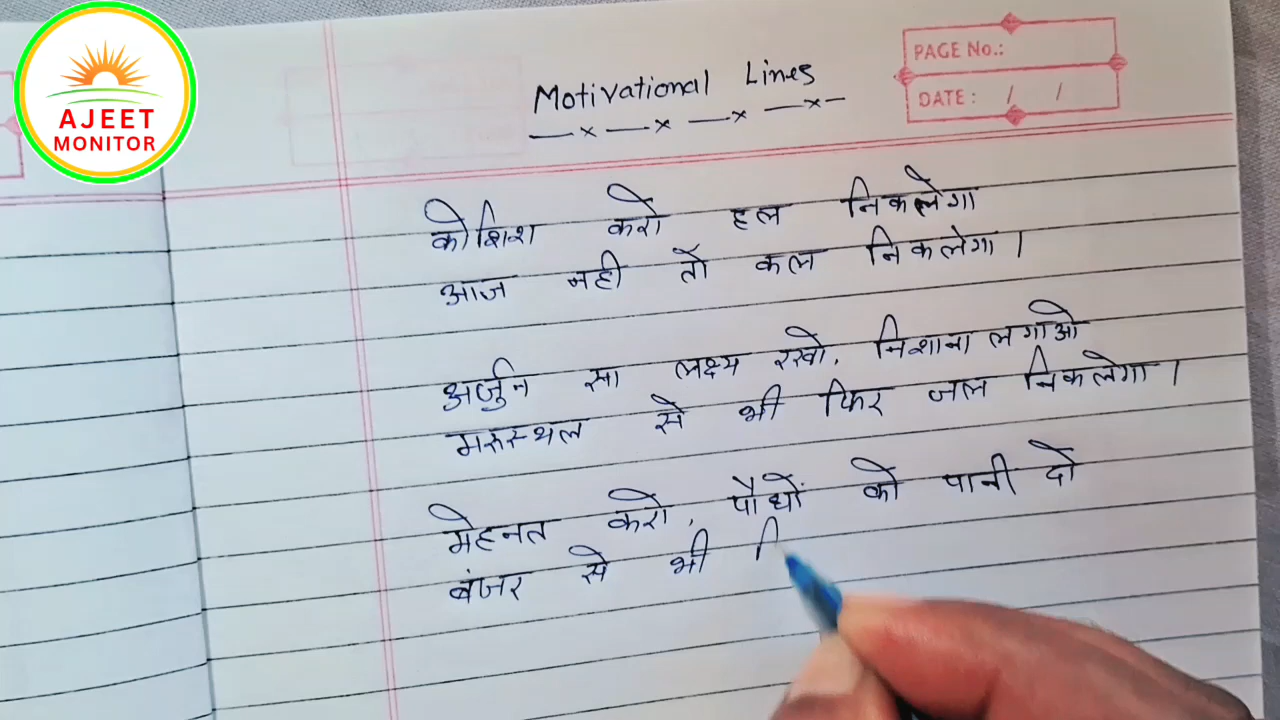 AJEET
MONITOR
PAGE No.:
DATE: / /
Motivational Lines
कोशिश करो हल निकलेगा
आज नही तो कल निकलेगा।
अर्जुन सा लक्ष्य रखो, निशाना लगाओ
मरुस्थल से भी फिर जल निकलेगा।
मेहनत करो, पौधों को पानी दो
बंजर से भी